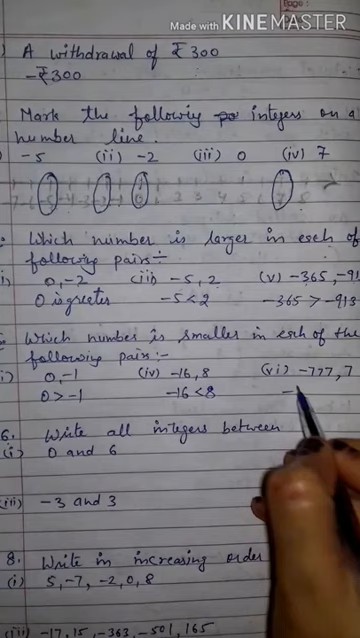 Page:
Made with KINEMASTER
A withdrawal of ₹300
-₹300
Mark the following integers on a
number line.
-5 (ii) -2 (iii) 0 (iv) 7
Which number is larger in each of
following pairs:-
0, -2 (iii) -5, 2 (v) -365, -91
0 is greter -5<2 -365 > -913
Which number is smaller in each of the
following pair:-
0, -1 (iv) -16, 8 (vi) -777, 7
0 > -1 -16 < 8 -
6. Write all integers between
(i) 0 and 6
(iii) -3 and 3
8. Write in increasing order
(i) 5, -7, -2, 0, 8
(iii) -17, 15, -363, -501, 165